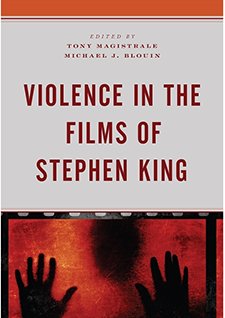 EDITED BY
TONY MAGISTRALE
MICHAEL J. BLOUIN
VIOLENCE IN THE
FILMS OF
STEPHEN KING